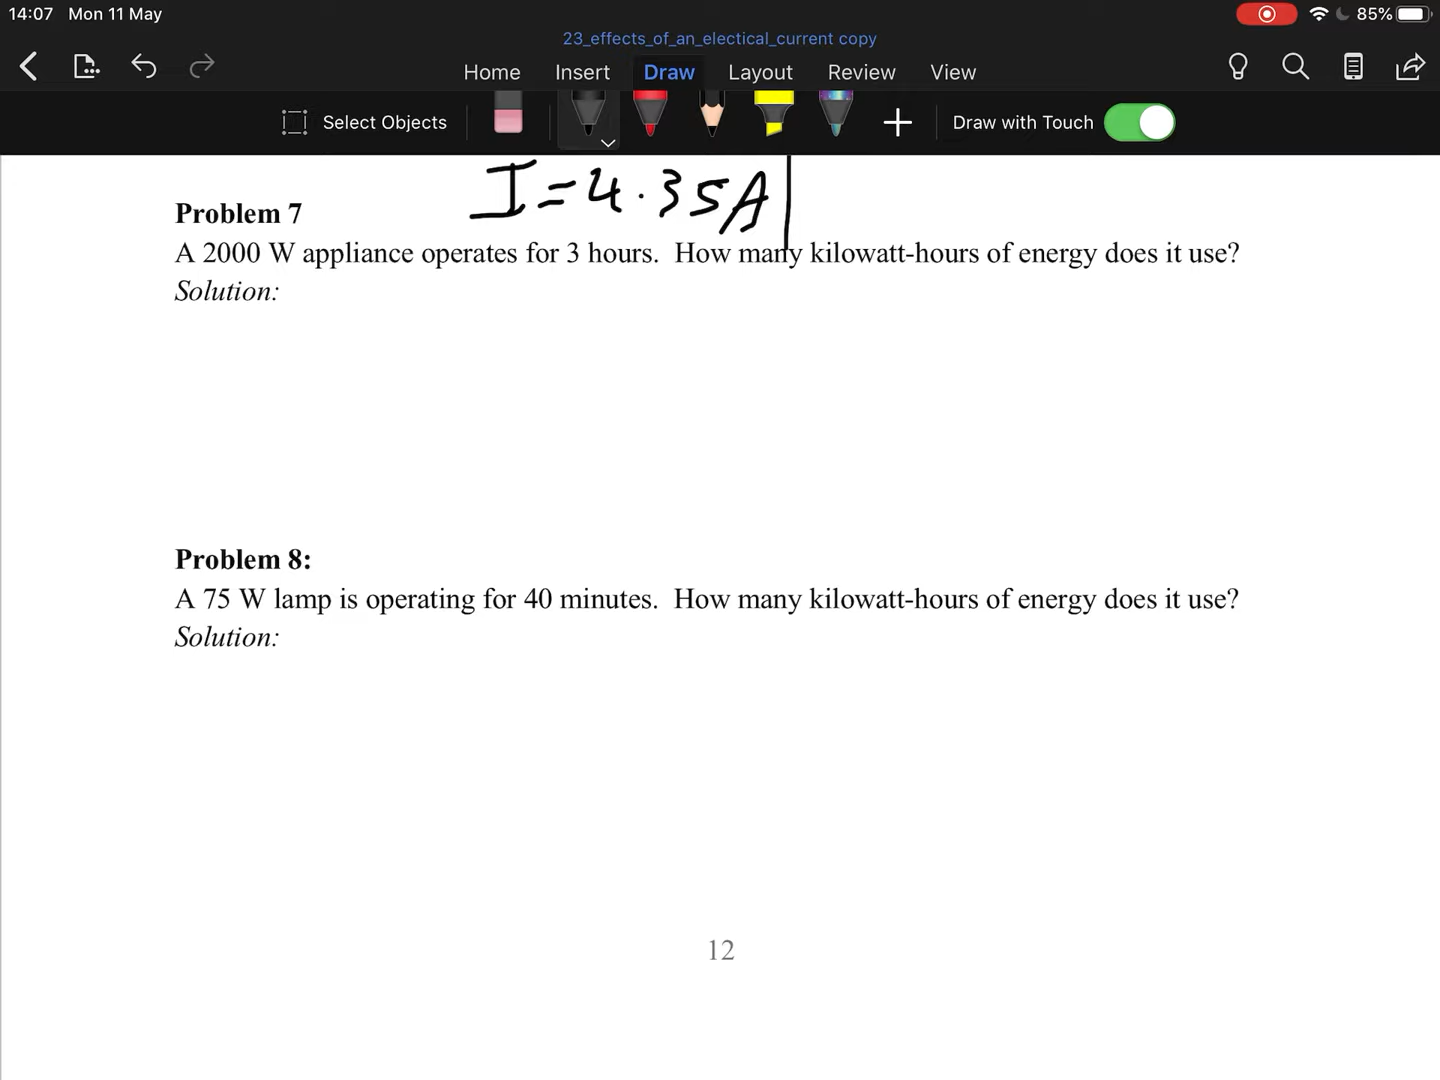 14:07 Mon 11 May 85%
23_effects_of_an_electical_current copy
Home Insert Draw Layout Review View
Select Objects Draw with Touch
I = 4.35A
Problem 7
A 2000 W appliance operates for 3 hours. How many kilowatt-hours of energy does it use?
Solution:
Problem 8:
A 75 W lamp is operating for 40 minutes. How many kilowatt-hours of energy does it use?
Solution:
12